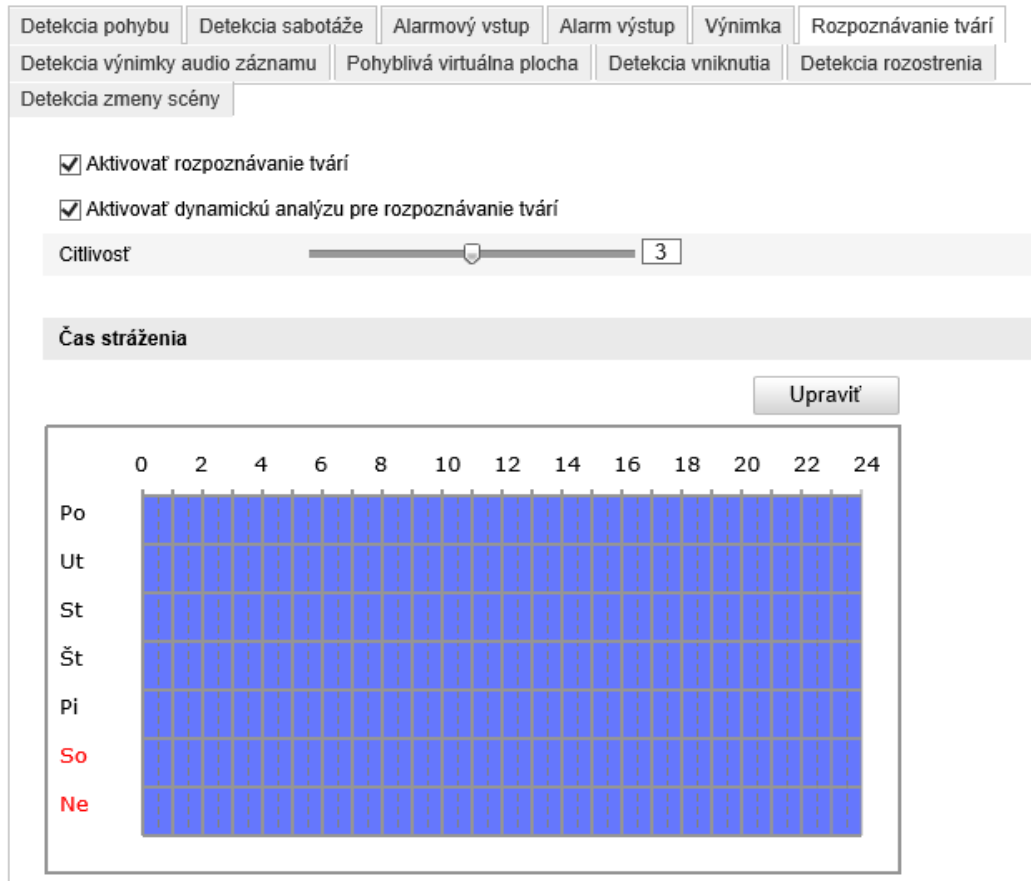 Detekcia pohybu Detekcia sabotáže Alarmový vstup Alarm výstup Výnimka Rozpoznávanie tvárí
Detekcia výnimky audio záznamu Pohyblivá virtuálna plocha Detekcia vniknutia Detekcia rozostrenia
Detekcia zmeny scény
Aktivovať rozpoznávanie tvárí
Aktivovať dynamickú analýzu pre rozpoznávanie tvárí
Citlivosť 3
Čas stráženia
Upraviť
0 2 4 6 8 10 12 14 16 18 20 22 24
Po
Ut
St
Št
Pi
So
Ne